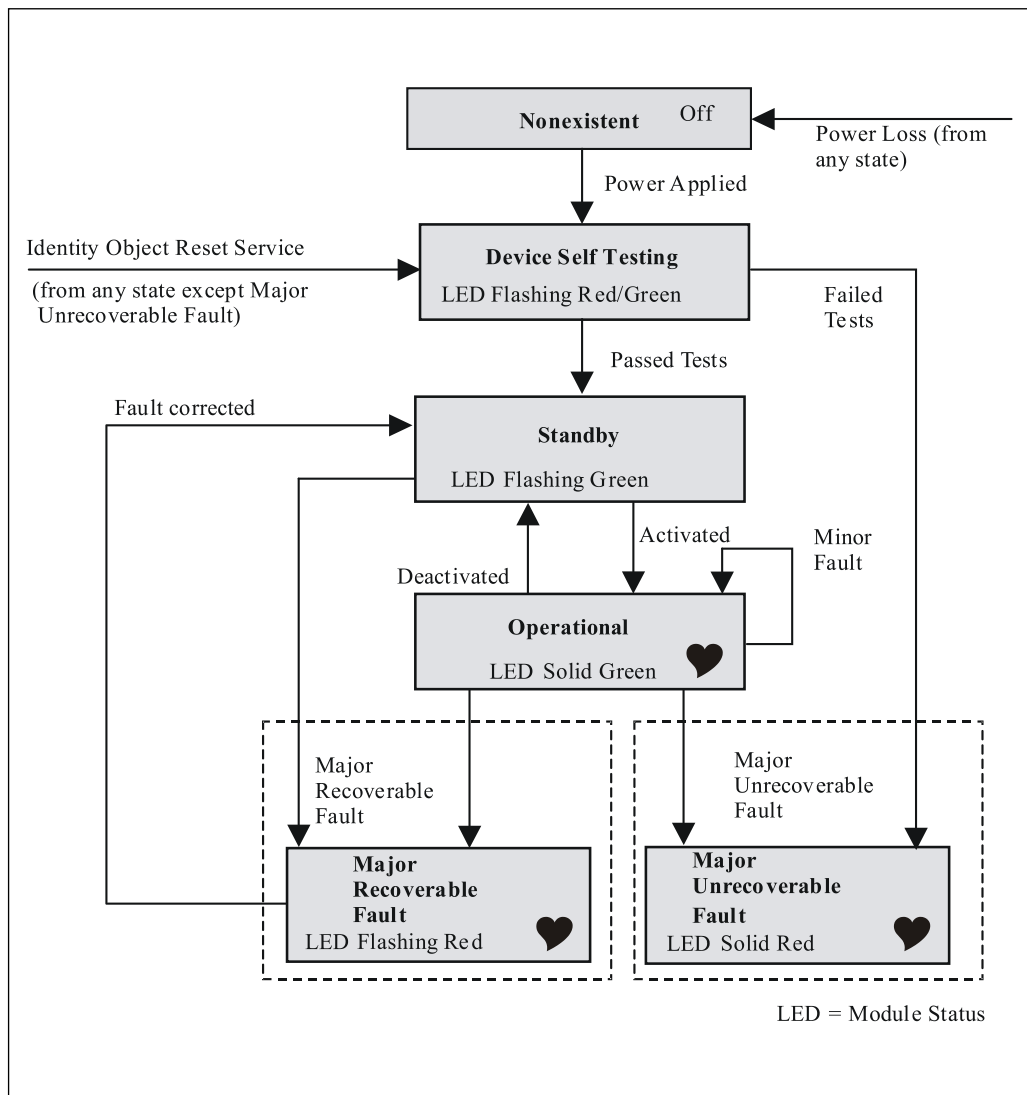 Nonexistent Off
Power Loss (from
any state)
Power Applied
Identity Object Reset Service
(from any state except Major
Unrecoverable Fault)
Device Self Testing
LED Flashing Red/Green
Failed
Tests
Passed Tests
Fault corrected
Standby
LED Flashing Green
Activated
Minor
Fault
Deactivated
Operational
LED Solid Green
Major
Recoverable
Fault
Major
Unrecoverable
Fault
Major
Recoverable
Fault
LED Flashing Red
Major
Unrecoverable
Fault
LED Solid Red
LED = Module Status